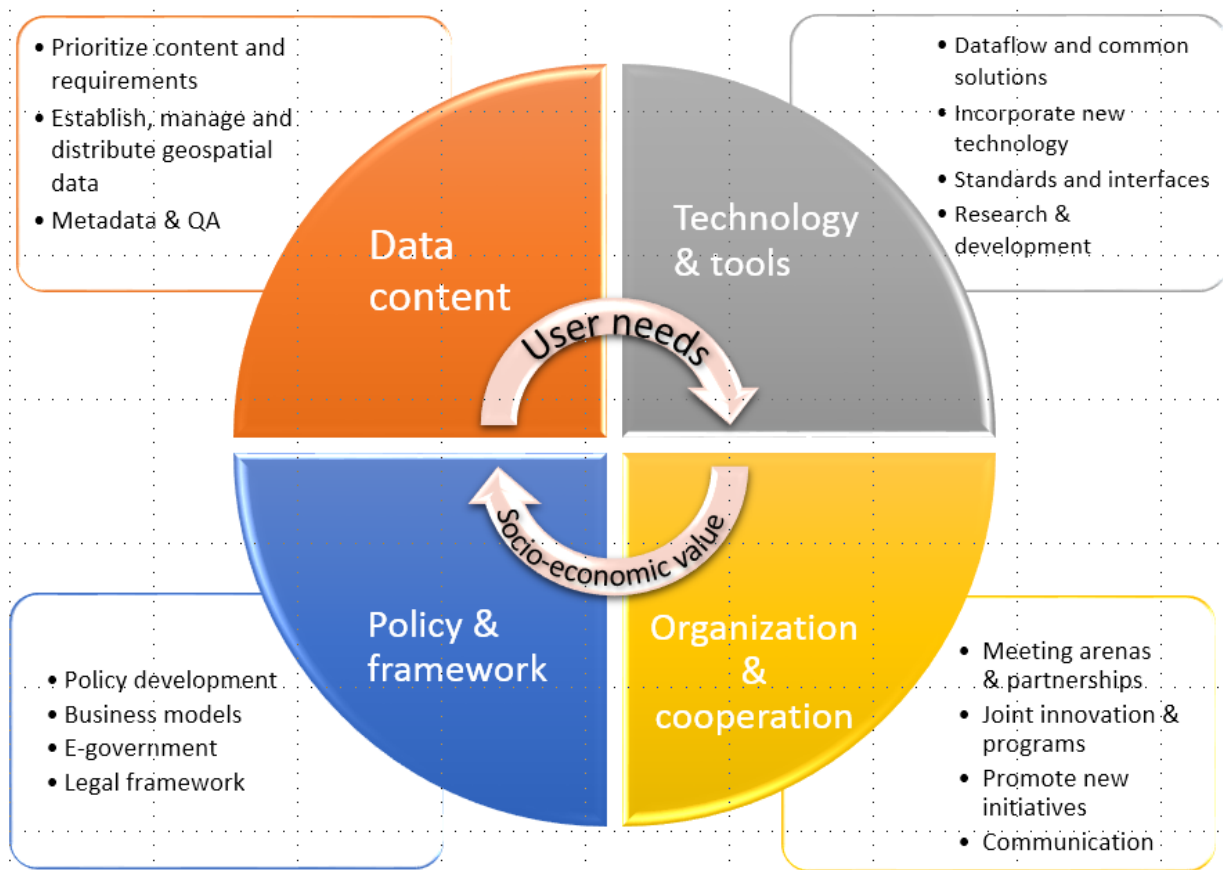 • Prioritize content and
requirements
• Establish, manage and
distribute geospatial
data
• Metadata & QA
• Dataflow and common
solutions
• Incorporate new
technology
• Standards and interfaces
• Research &
development
Data
content
Technology
& tools
User needs
Socio-economic value
Policy &
framework
Organization
&
cooperation
• Policy development
• Business models
• E-government
• Legal framework
• Meeting arenas
& partnerships
• Joint innovation &
programs
• Promote new
initiatives
• Communication